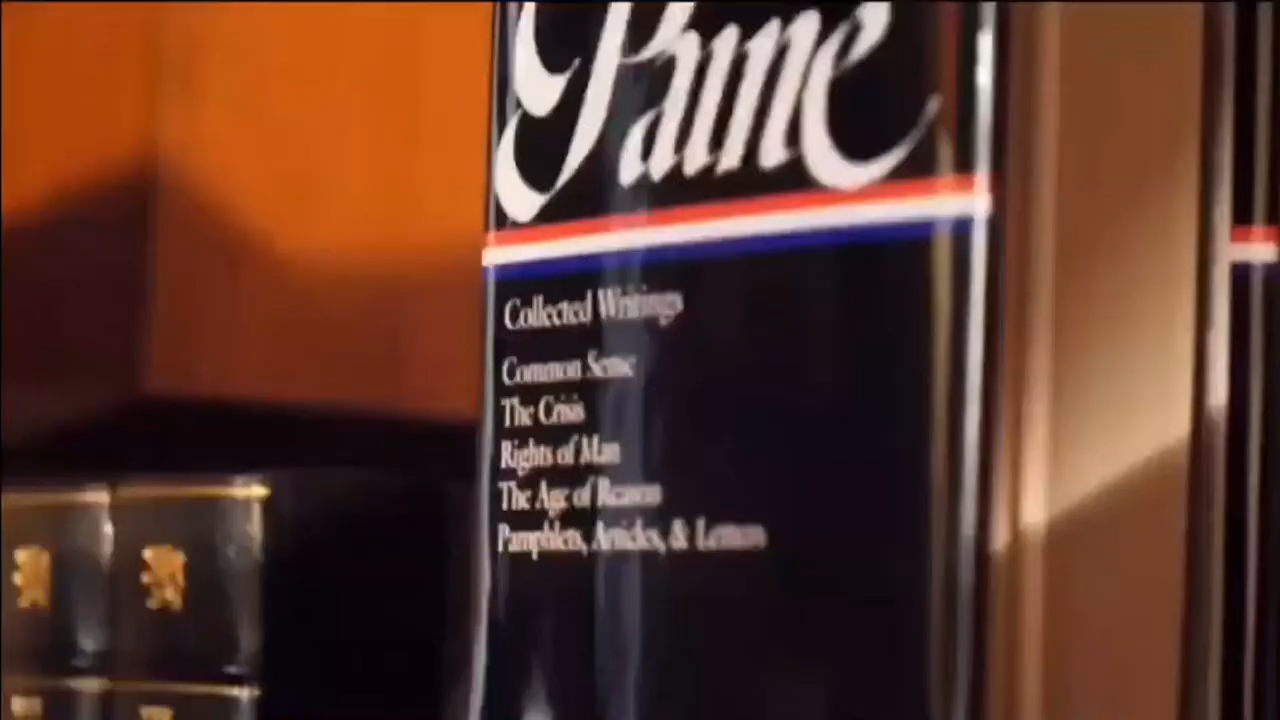 Paine
Collected Writings
Common Sense
The Crisis
Rights of Man
The Age of Reason
Pamphlets, Articles, & Letters